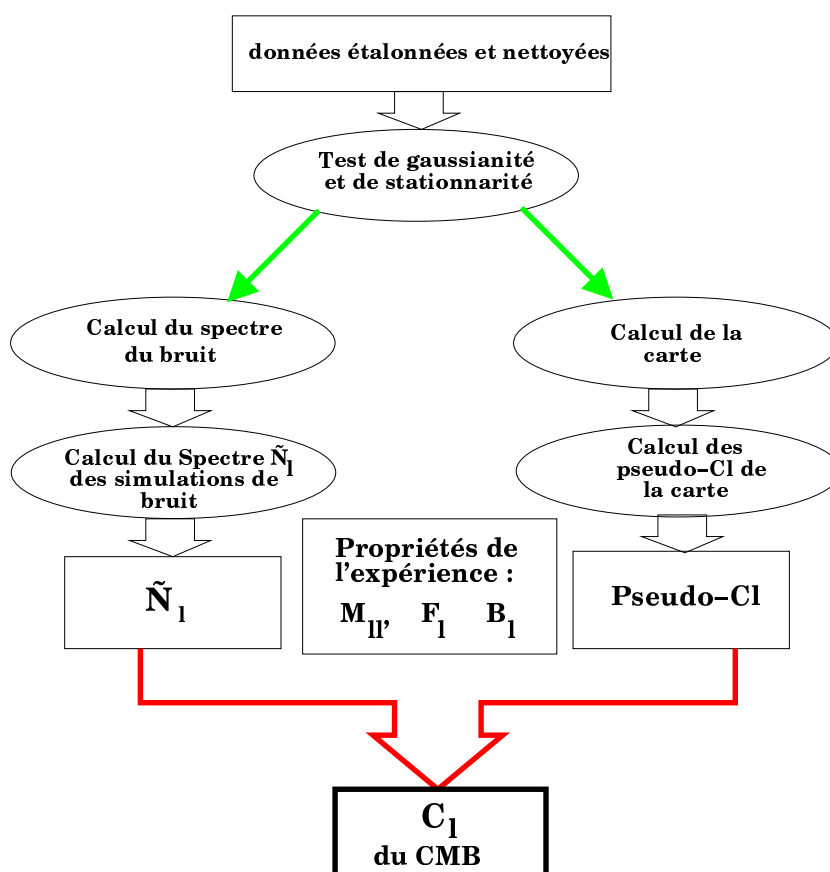 données étalonnées et nettoyées
Test de gaussianité
et de stationnarité
Calcul du spectre
du bruit
Calcul de la
carte
Calcul du Spectre Ñl
des simulations de
bruit
Calcul des
pseudo−Cl de
la carte
Propriétés de
l'expérience :
Mll', Fl Bl
Ñl
Pseudo−Cl
Cl
du CMB